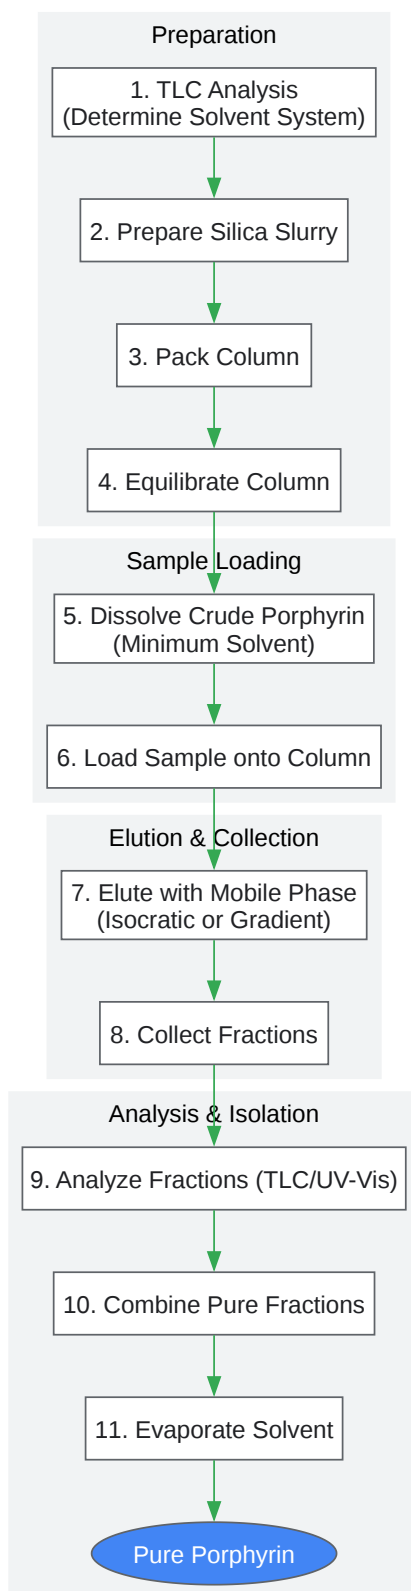 Preparation
1. TLC Analysis
(Determine Solvent System)
2. Prepare Silica Slurry
3. Pack Column
4. Equilibrate Column
Sample Loading
5. Dissolve Crude Porphyrin
(Minimum Solvent)
6. Load Sample onto Column
Elution & Collection
7. Elute with Mobile Phase
(Isocratic or Gradient)
8. Collect Fractions
Analysis & Isolation
9. Analyze Fractions (TLC/UV-Vis)
10. Combine Pure Fractions
11. Evaporate Solvent
Pure Porphyrin